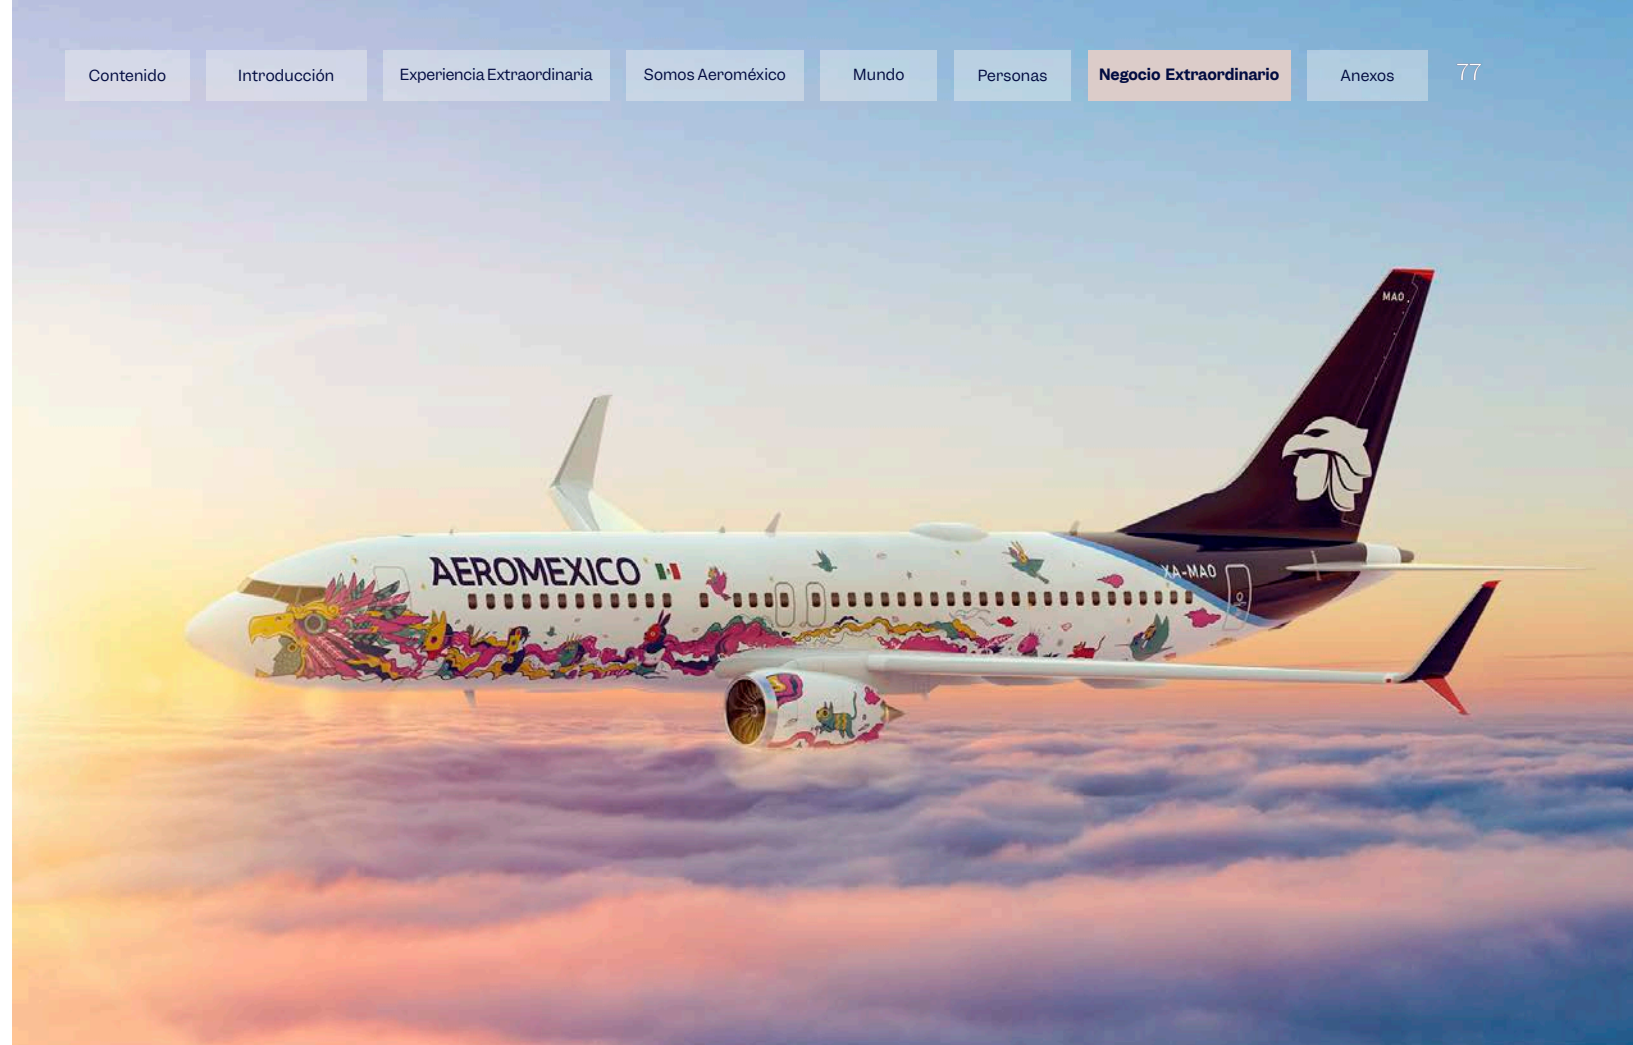 Contenido
Introducción
Experiencia Extraordinaria
Somos Aeroméxico
Mundo
Personas
Negocio Extraordinario
Anexos
77
MAO
AEROMEXICO
XA-MAO